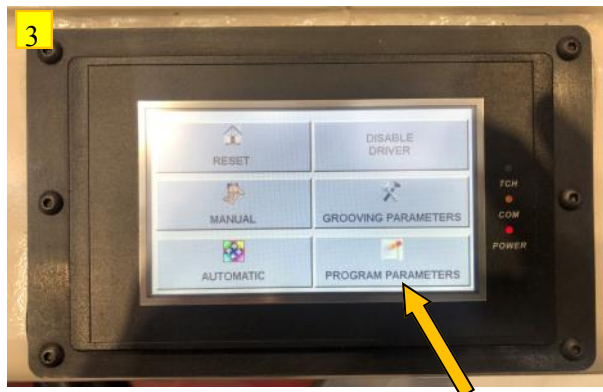 3
RESET
DISABLE
DRIVER
MANUAL
GROOVING PARAMETERS
AUTOMATIC
PROGRAM PARAMETERS
TCH
COM
POWER